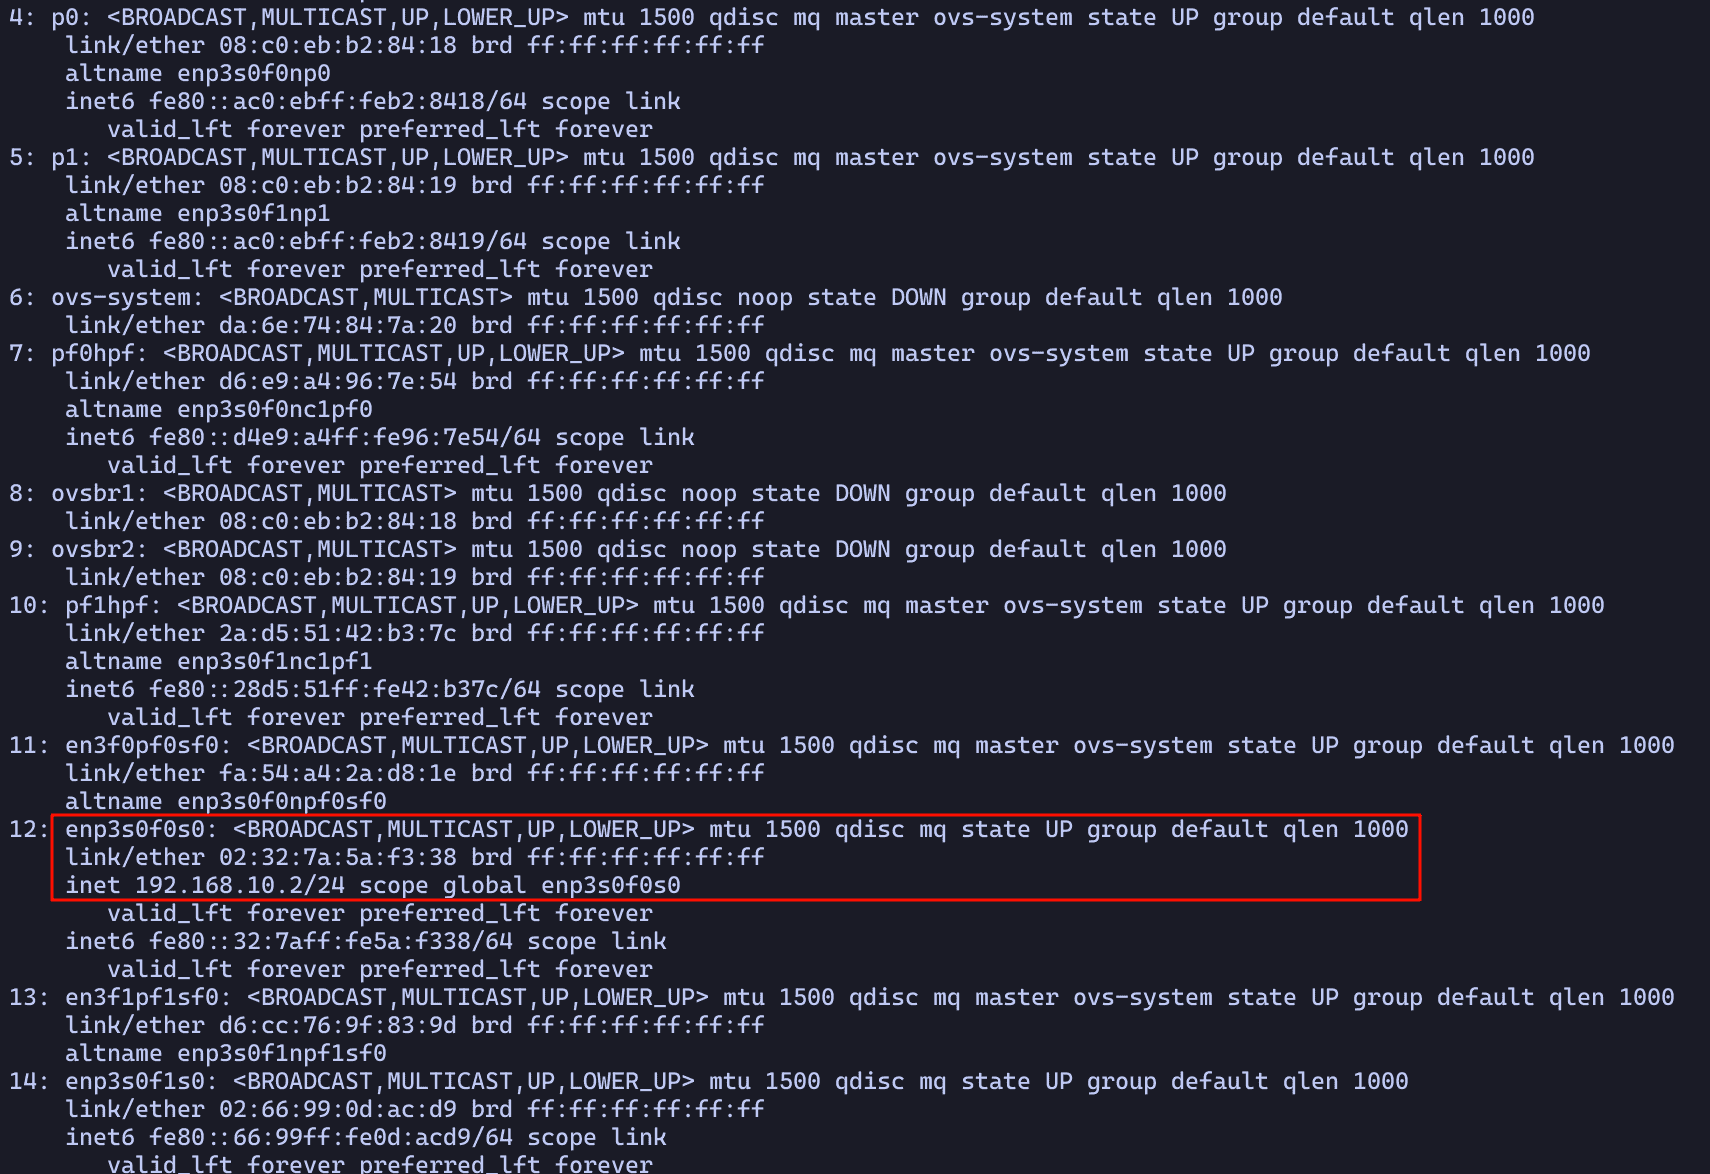 4: p0: <BROADCAST,MULTICAST,UP,LOWER_UP> mtu 1500 qdisc mq master ovs-system state UP group default qlen 1000
    link/ether 08:c0:eb:b2:84:18 brd ff:ff:ff:ff:ff:ff
    altname enp3s0f0np0
    inet6 fe80::ac0:ebff:feb2:8418/64 scope link
       valid_lft forever preferred_lft forever
5: p1: <BROADCAST,MULTICAST,UP,LOWER_UP> mtu 1500 qdisc mq master ovs-system state UP group default qlen 1000
    link/ether 08:c0:eb:b2:84:19 brd ff:ff:ff:ff:ff:ff
    altname enp3s0f1np1
    inet6 fe80::ac0:ebff:feb2:8419/64 scope link
       valid_lft forever preferred_lft forever
6: ovs-system: <BROADCAST,MULTICAST> mtu 1500 qdisc noop state DOWN group default qlen 1000
    link/ether da:6e:74:84:7a:20 brd ff:ff:ff:ff:ff:ff
7: pf0hpf: <BROADCAST,MULTICAST,UP,LOWER_UP> mtu 1500 qdisc mq master ovs-system state UP group default qlen 1000
    link/ether d6:e9:a4:96:7e:54 brd ff:ff:ff:ff:ff:ff
    altname enp3s0f0nc1pf0
    inet6 fe80::d4e9:a4ff:fe96:7e54/64 scope link
       valid_lft forever preferred_lft forever
8: ovsbr1: <BROADCAST,MULTICAST> mtu 1500 qdisc noop state DOWN group default qlen 1000
    link/ether 08:c0:eb:b2:84:18 brd ff:ff:ff:ff:ff:ff
9: ovsbr2: <BROADCAST,MULTICAST> mtu 1500 qdisc noop state DOWN group default qlen 1000
    link/ether 08:c0:eb:b2:84:19 brd ff:ff:ff:ff:ff:ff
10: pf1hpf: <BROADCAST,MULTICAST,UP,LOWER_UP> mtu 1500 qdisc mq master ovs-system state UP group default qlen 1000
    link/ether 2a:d5:51:42:b3:7c brd ff:ff:ff:ff:ff:ff
    altname enp3s0f1nc1pf1
    inet6 fe80::28d5:51ff:fe42:b37c/64 scope link
       valid_lft forever preferred_lft forever
11: en3f0pf0sf0: <BROADCAST,MULTICAST,UP,LOWER_UP> mtu 1500 qdisc mq master ovs-system state UP group default qlen 1000
    link/ether fa:54:a4:2a:d8:1e brd ff:ff:ff:ff:ff:ff
    altname enp3s0f0npf0sf0
12: enp3s0f0s0: <BROADCAST,MULTICAST,UP,LOWER_UP> mtu 1500 qdisc mq state UP group default qlen 1000
    link/ether 02:32:7a:5a:f3:38 brd ff:ff:ff:ff:ff:ff
    inet 192.168.10.2/24 scope global enp3s0f0s0
       valid_lft forever preferred_lft forever
    inet6 fe80::32:7aff:fe5a:f338/64 scope link
       valid_lft forever preferred_lft forever
13: en3f1pf1sf0: <BROADCAST,MULTICAST,UP,LOWER_UP> mtu 1500 qdisc mq master ovs-system state UP group default qlen 1000
    link/ether d6:cc:76:9f:83:9d brd ff:ff:ff:ff:ff:ff
    altname enp3s0f1npf1sf0
14: enp3s0f1s0: <BROADCAST,MULTICAST,UP,LOWER_UP> mtu 1500 qdisc mq state UP group default qlen 1000
    link/ether 02:66:99:0d:ac:d9 brd ff:ff:ff:ff:ff:ff
    inet6 fe80::66:99ff:fe0d:acd9/64 scope link
       valid_lft forever preferred_lft forever